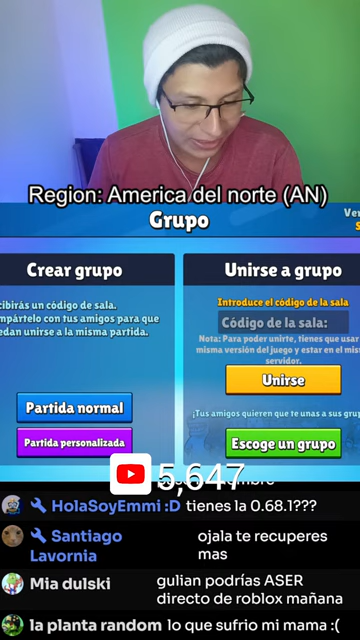 Region: America del norte (AN)
Grupo
Crear grupo
Unirse a grupo
Introduce el código de la sala
cibirás un código de sala.
mpártelo con tus amigos para que
edan unirse a la misma partida.
Código de la sala:
Nota: Para poder unirte, tienes que usar
misma versión del juego y estar en el mis
servidor.
Unirse
¡Tus amigos quieren que te unas a su grup
Partida normal
Partida personalizada
Escoge un grupo
5,647
HolaSoyEmmi :D tienes la 0.68.1???
Santiago Lavornia ojala te recuperes
mas
Mia dulski gulian podrías ASER
directo de roblox mañana
la planta random lo que sufrio mi mama :(